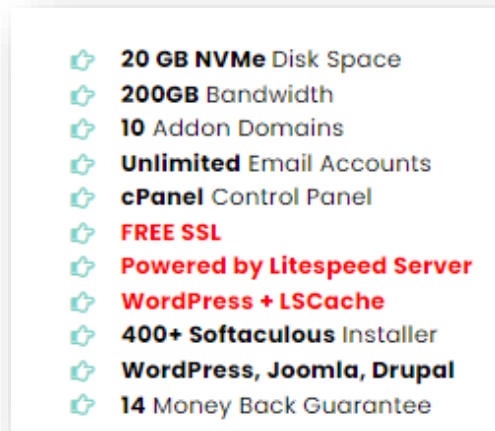 20 GB NVMe Disk Space
200GB Bandwidth
10 Addon Domains
Unlimited Email Accounts
cPanel Control Panel
FREE SSL
Powered by Litespeed Server
WordPress + LSCache
400+ Softaculous Installer
WordPress, Joomla, Drupal
14 Money Back Guarantee